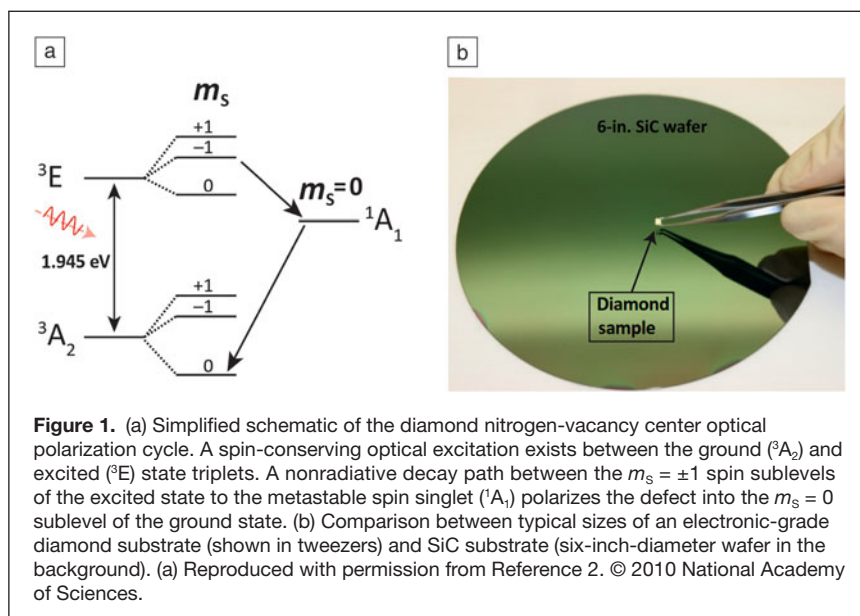 a
b
mS
+1
−1
0
³E
mS=0
¹A₁
1.945 eV
+1
−1
³A₂
0
6-in. SiC wafer
Diamond
sample
Figure 1. (a) Simplified schematic of the diamond nitrogen-vacancy center optical
polarization cycle. A spin-conserving optical excitation exists between the ground (³A₂) and
excited (³E) state triplets. A nonradiative decay path between the mS = ±1 spin sublevels
of the excited state to the metastable spin singlet (¹A₁) polarizes the defect into the mS = 0
sublevel of the ground state. (b) Comparison between typical sizes of an electronic-grade
diamond substrate (shown in tweezers) and SiC substrate (six-inch-diameter wafer in the
background). (a) Reproduced with permission from Reference 2. © 2010 National Academy
of Sciences.